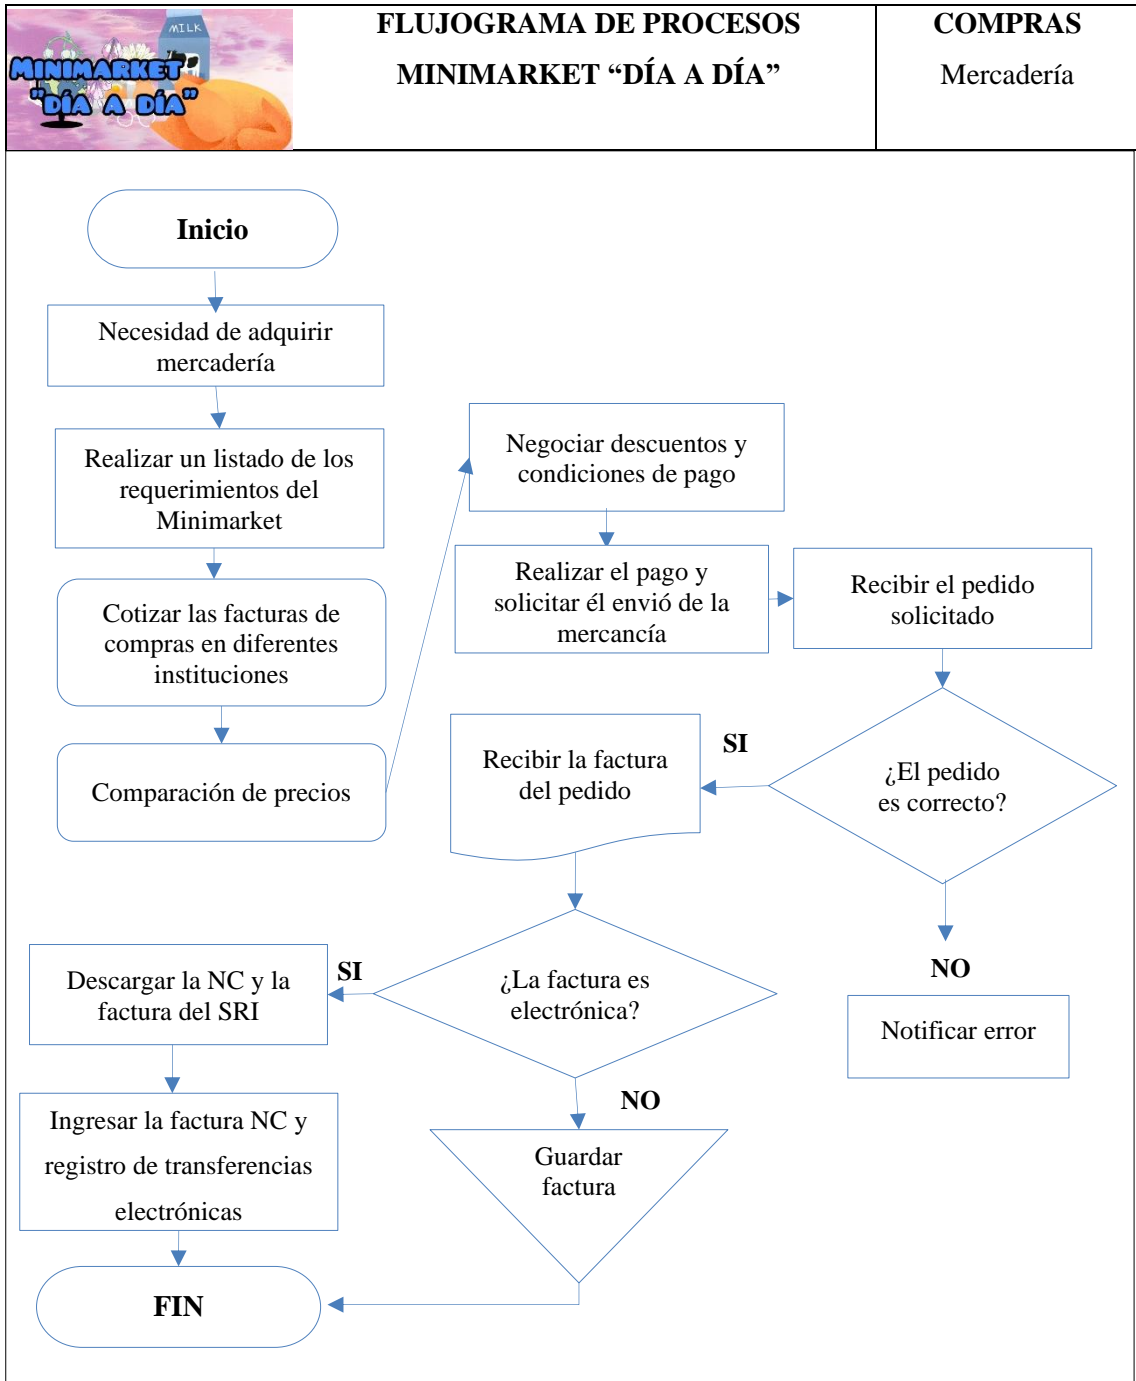 MILK
MINIMARKET
"DÍA A DÍA"
FLUJOGRAMA DE PROCESOS
MINIMARKET “DÍA A DÍA”
COMPRAS
Mercadería
Inicio
Necesidad de adquirir
mercadería
Realizar un listado de los
requerimientos del
Minimarket
Cotizar las facturas de
compras en diferentes
instituciones
Comparación de precios
Negociar descuentos y
condiciones de pago
Realizar el pago y
solicitar él envió de la
mercancía
Recibir el pedido
solicitado
¿El pedido
es correcto?
SI
Recibir la factura
del pedido
NO
Notificar error
¿La factura es
electrónica?
SI
Descargar la NC y la
factura del SRI
Ingresar la factura NC y
registro de transferencias
electrónicas
NO
Guardar
factura
FIN